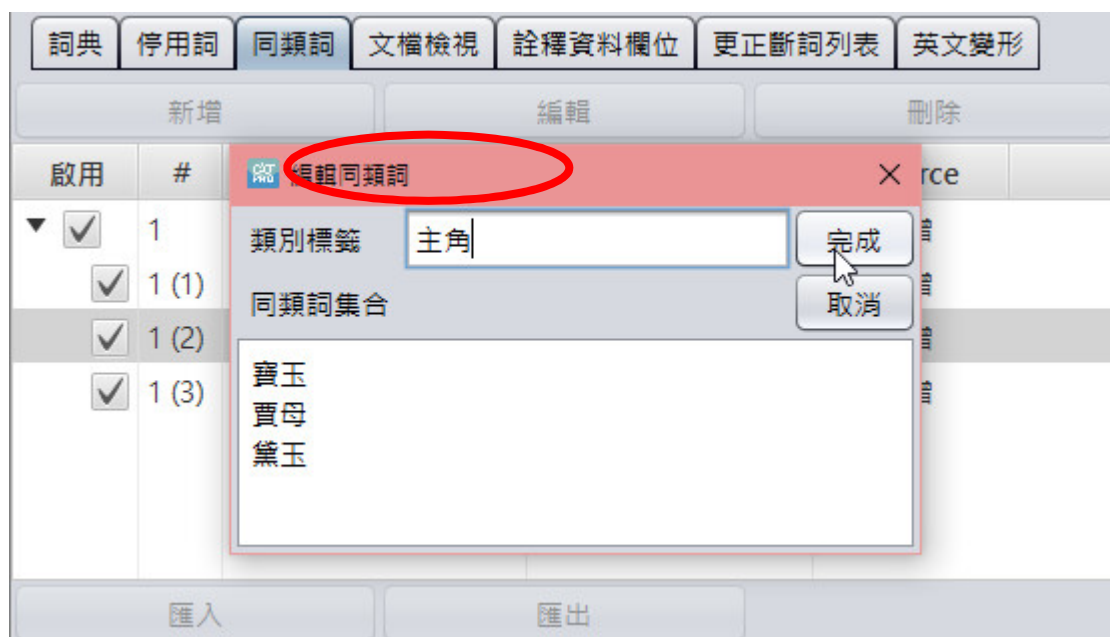 詞典 停用詞 同類詞 文檔檢視 詮釋資料欄位 更正斷詞列表 英文變形
新增 編輯 刪除
啟用 # 編輯同類詞 rce
1 類別標籤 主角 完成
1 (1) 同類詞集合 取消
1 (2)
寶玉
1 (3)
賈母
黛玉
匯入 匯出